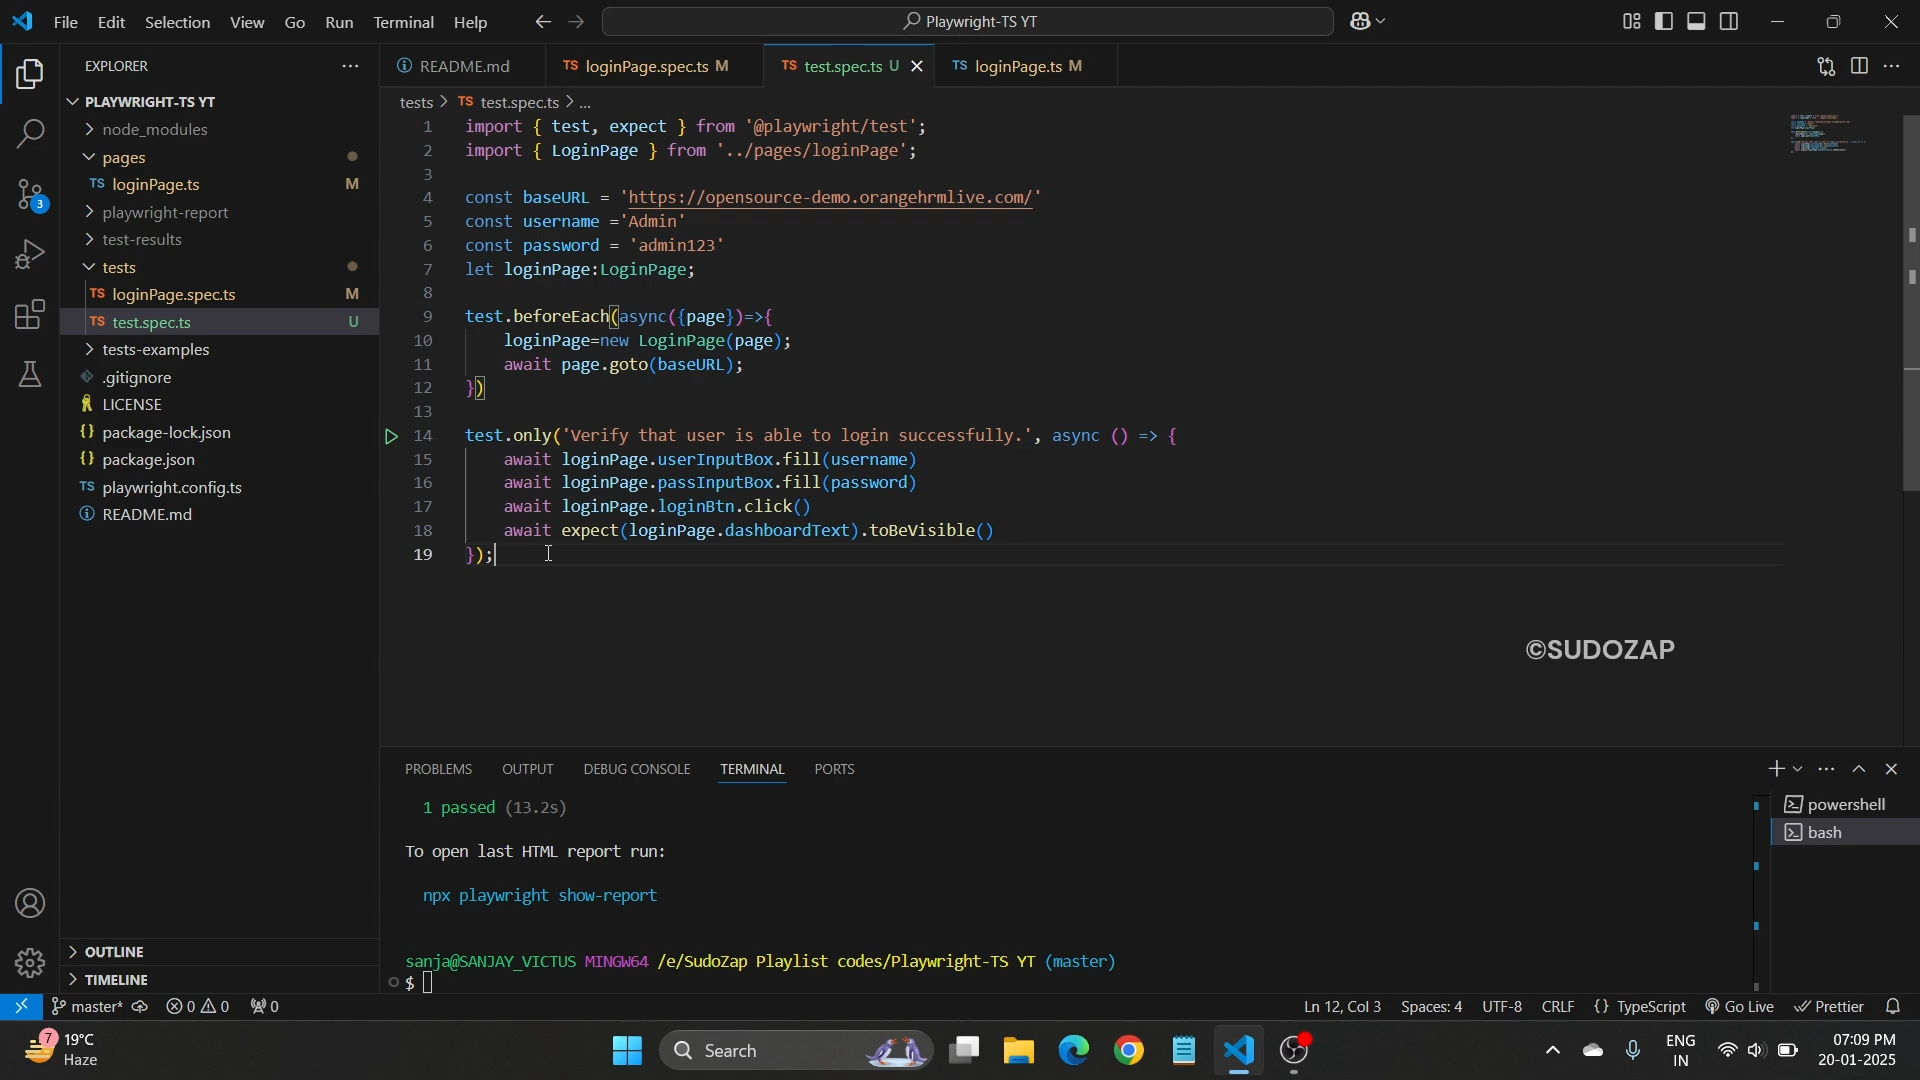 File Edit Selection View Go Run Terminal Help
Playwright-TS YT
EXPLORER
PLAYWRIGHT-TS YT
node_modules
pages
TS loginPage.ts M
playwright-report
test-results
tests
TS loginPage.spec.ts M
TS test.spec.ts U
tests-examples
.gitignore
LICENSE
{} package-lock.json
{} package.json
TS playwright.config.ts
README.md
OUTLINE
TIMELINE
3
README.md TS loginPage.spec.ts M TS test.spec.ts U TS loginPage.ts M
tests > TS test.spec.ts > ...
1 import { test, expect } from '@playwright/test';
2 import { LoginPage } from '../pages/loginPage';
3
4 const baseURL = 'https://opensource-demo.orangehrmlive.com/'
5 const username ='Admin'
6 const password = 'admin123'
7 let loginPage:LoginPage;
8
9 test.beforeEach(async({page})=>{
10 loginPage=new LoginPage(page);
11 await page.goto(baseURL);
12 })
13
14 test.only('Verify that user is able to login successfully.', async () => {
15 await loginPage.userInputBox.fill(username)
16 await loginPage.passInputBox.fill(password)
17 await loginPage.loginBtn.click()
18 await expect(loginPage.dashboardText).toBeVisible()
19 });
©SUDOZAP
PROBLEMS OUTPUT DEBUG CONSOLE TERMINAL PORTS
1 passed (13.2s)
To open last HTML report run:
npx playwright show-report
sanja@SANJAY_VICTUS MINGW64 /e/SudoZap Playlist codes/Playwright-TS YT (master)
$
powershell
bash
master* 0 0 0 Ln 12, Col 3 Spaces: 4 UTF-8 CRLF {} TypeScript Go Live Prettier
7 19°C
Haze
Search
ENG
IN
07:09 PM
20-01-2025